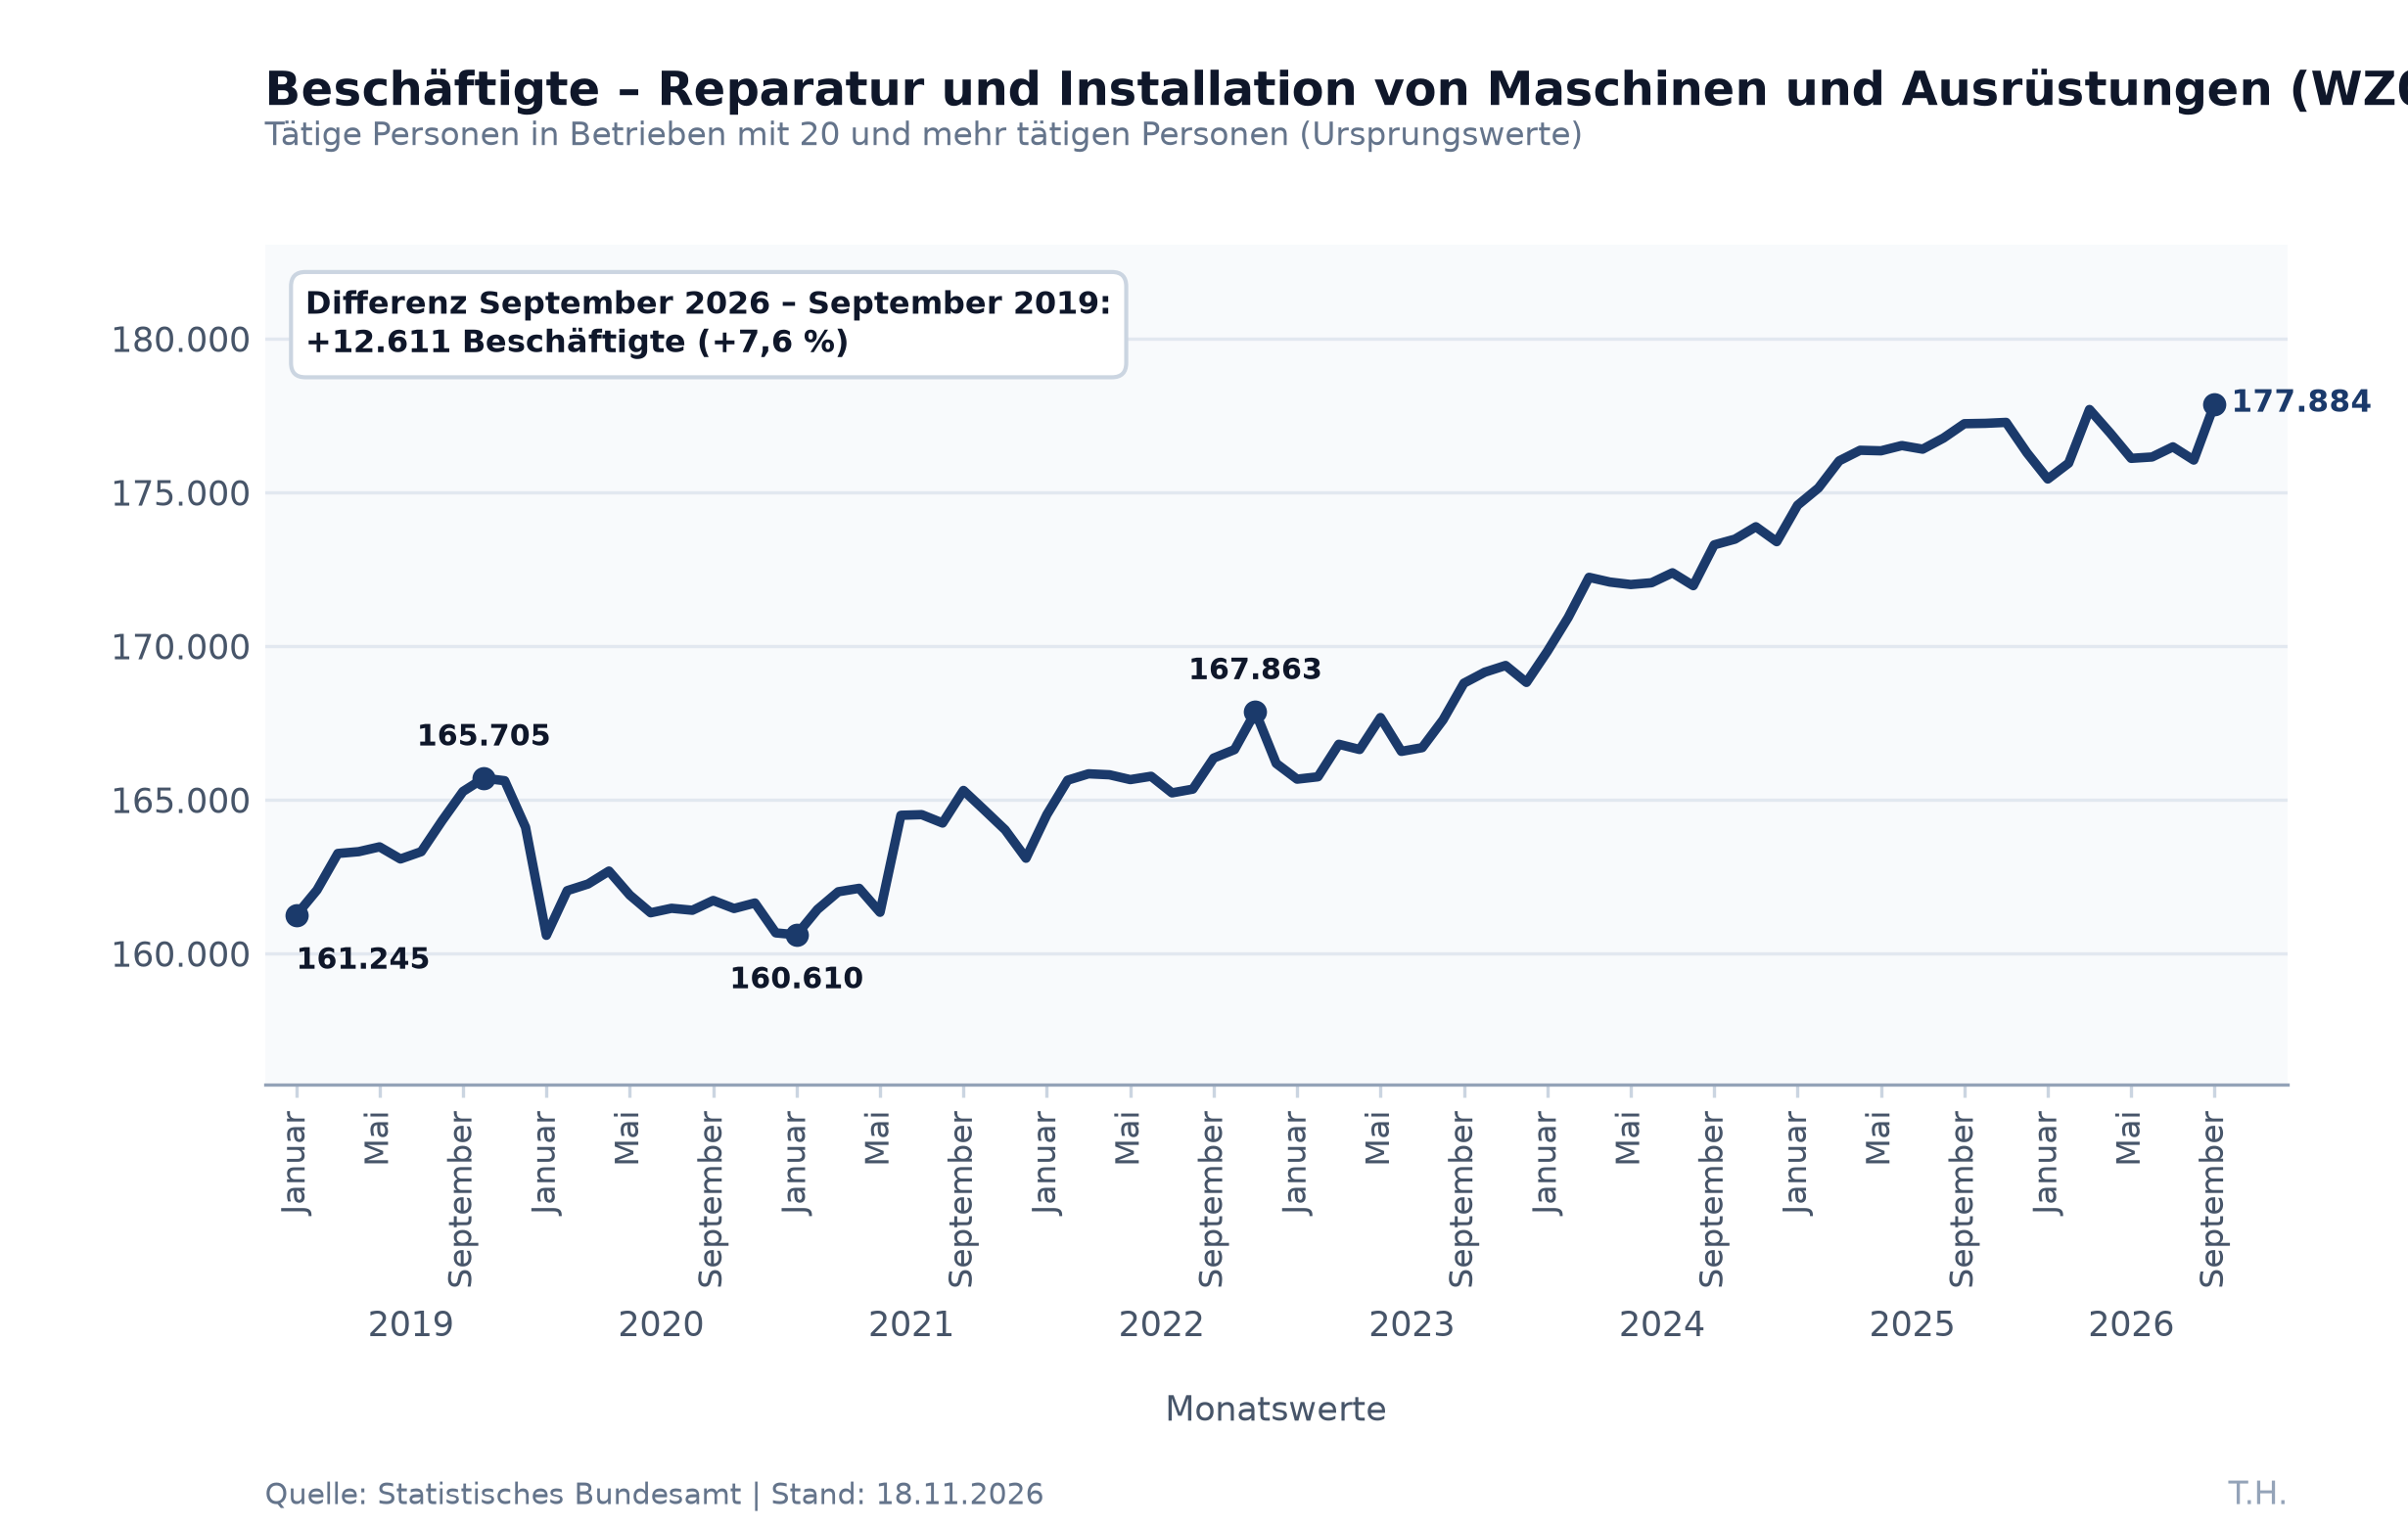 Beschäftigte – Reparatur und Installation von Maschinen und Ausrüstungen (WZ
Tätige Personen in Betrieben mit 20 und mehr tätigen Personen (Ursprungswerte)
Differenz September 2026 – September 2019:
+12.611 Beschäftigte (+7,6 %)
180.000
177.884
175.000
170.000
167.863
165.705
165.000
161.245
160.000
160.610
Januar Mai September Januar Mai September Januar Mai September Januar Mai September Januar Mai September Januar Mai September Januar Mai September Januar Mai September
2019 2020 2021 2022 2023 2024 2025 2026
Monatswerte
Quelle: Statistisches Bundesamt | Stand: 18.11.2026
T.H.